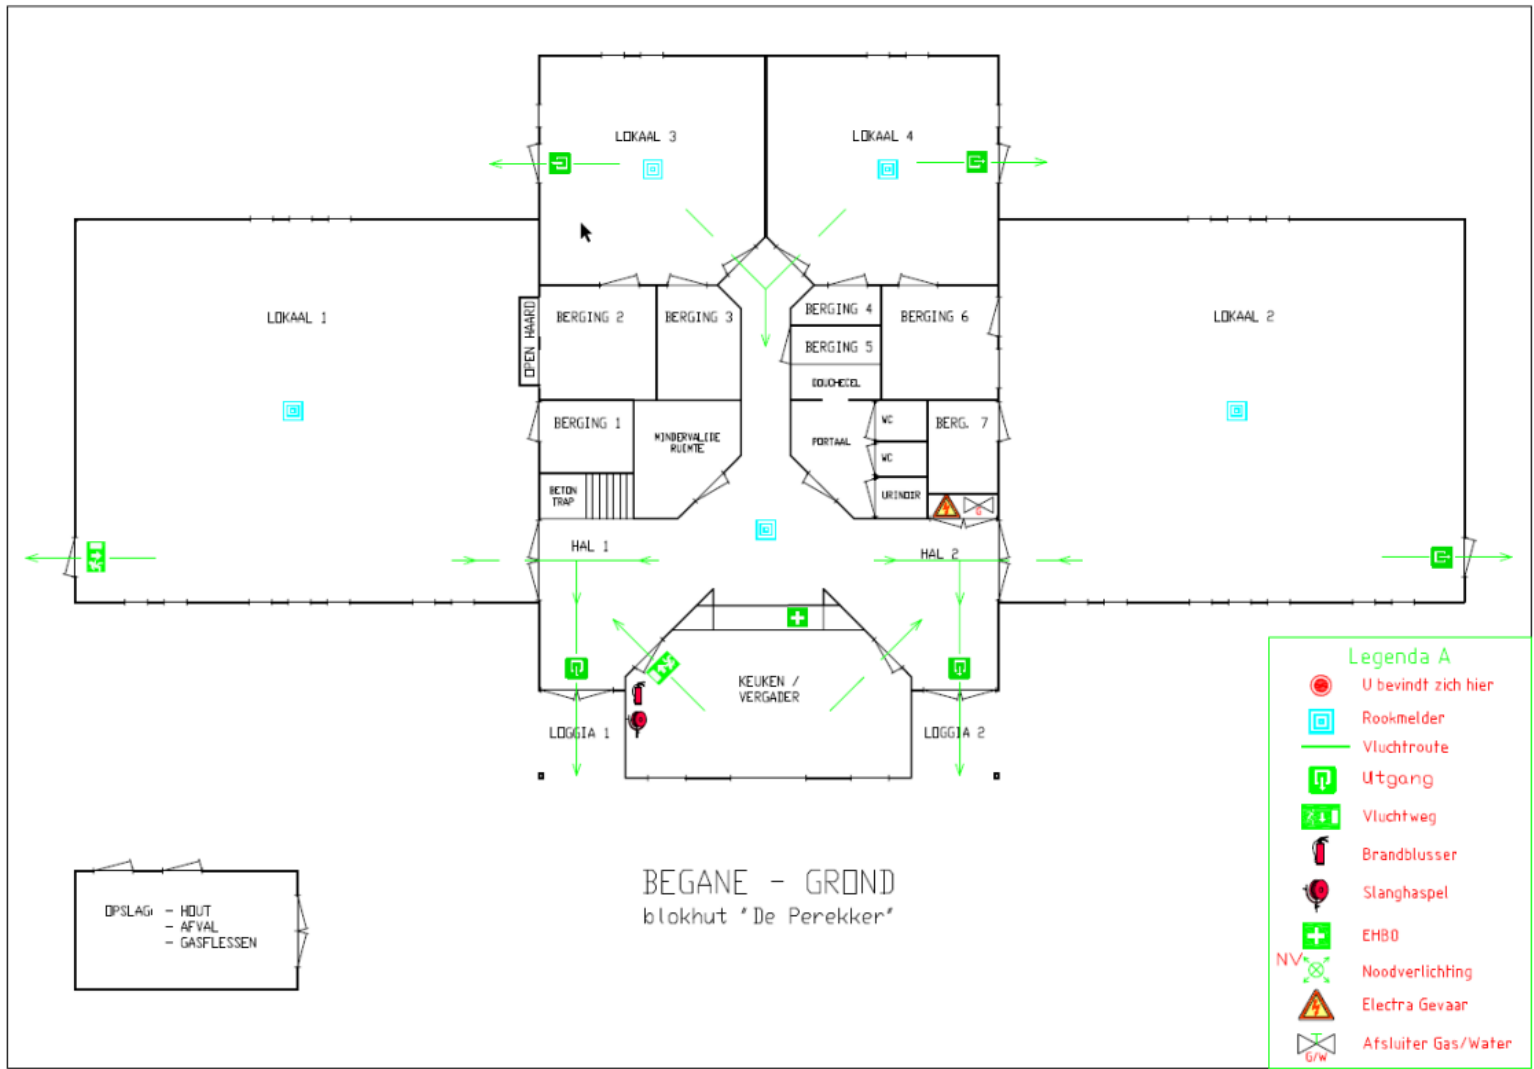 LOKAAL 3
LOKAAL 4
LOKAAL 1
OPEN HAARD
BERGING 2
BERGING 3
BERGING 4
BERGING 6
LOKAAL 2
BERGING 5
DOUCHECEL
BERGING 1
MINDERVALIDE
RUIMTE
PORTAAL
WC
BERG. 7
WC
BETON
TRAP
URINOIR
G
HAL 1
HAL 2
KEUKEN /
VERGADER
LOGGIA 1
LOGGIA 2
Legenda A
U bevindt zich hier
Rookmelder
Vluchtroute
Utgang
Vluchtweg
Brandblusser
Slanghaspel
EHBO
NV
Noodverlichting
Electra Gevaar
Afsluiter Gas/Water
G/W
OPSLAG: - HOUT
- AFVAL
- GASFLESSEN
BEGANE - GROND
blokhut "De Perekker"